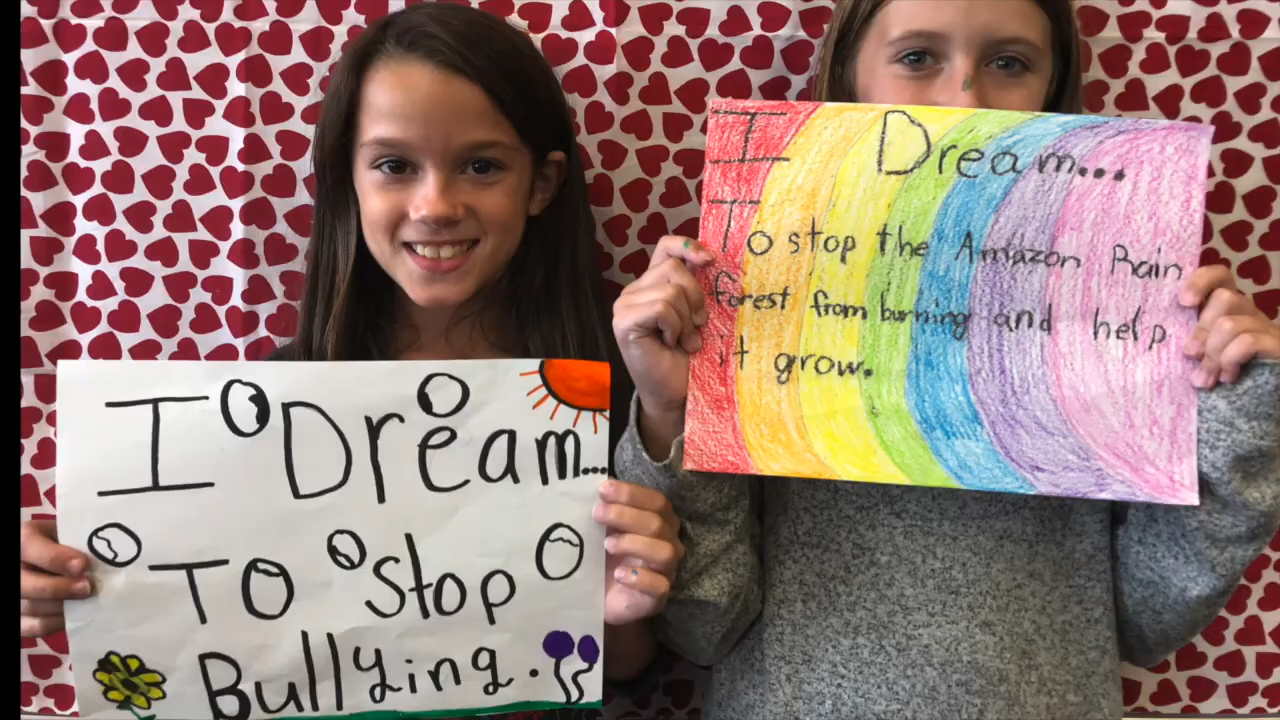 I Dream...
To Stop
Bullying.
I Dream...
To stop the Amazon Rain
forest from burning and help
it grow.